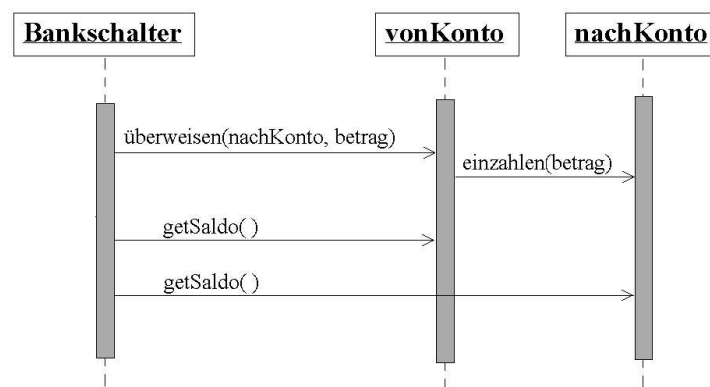 Bankschalter
vonKonto
nachKonto
überweisen(nachKonto, betrag)
einzahlen(betrag)
getSaldo( )
getSaldo( )